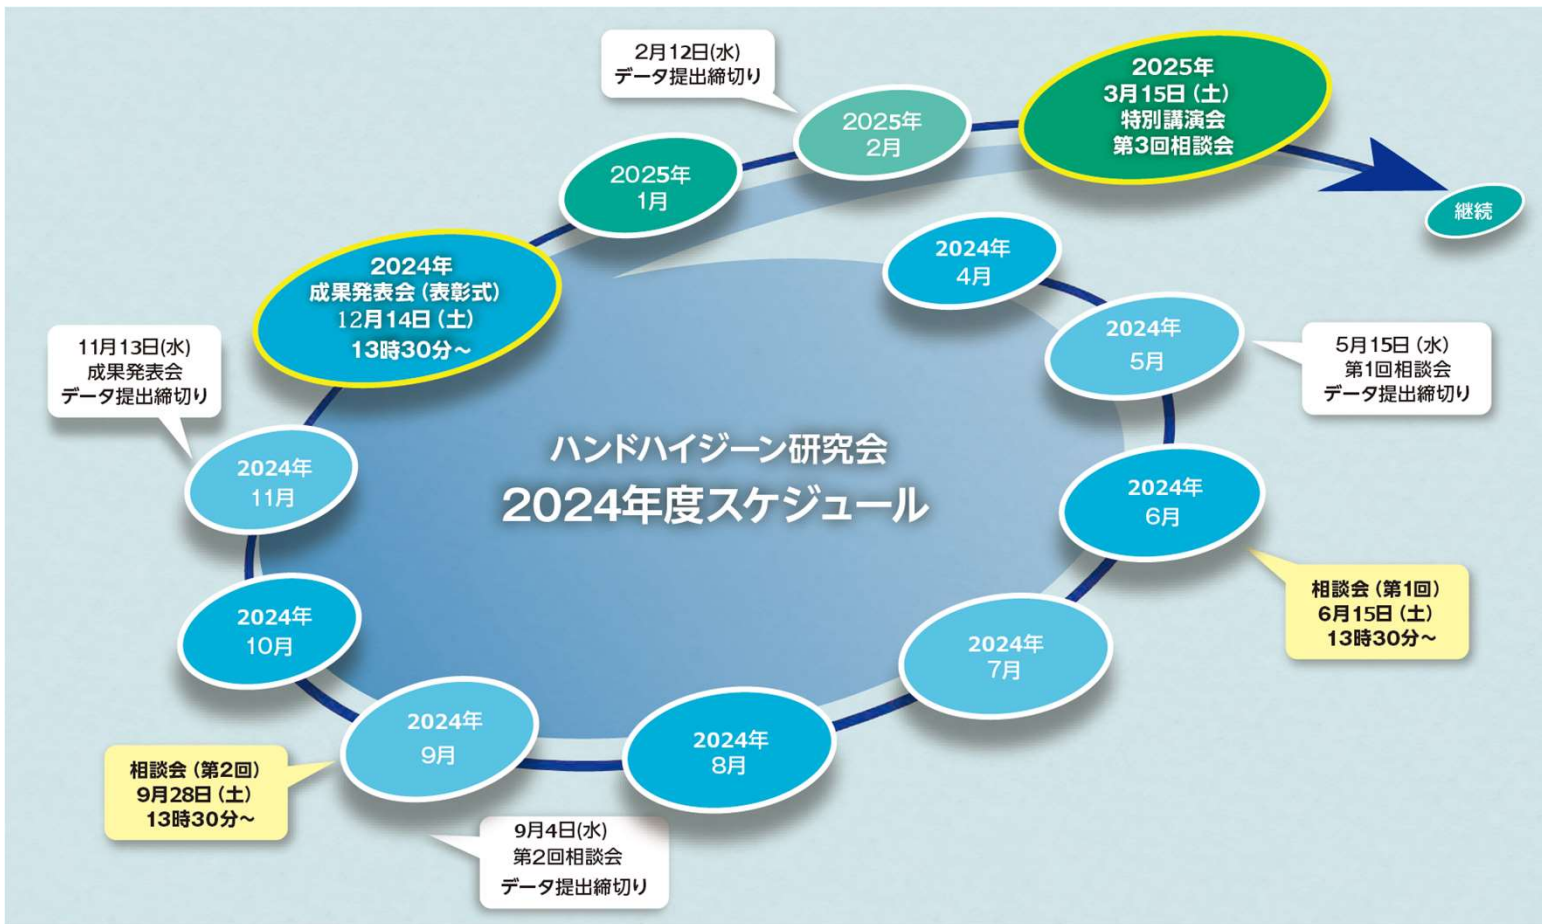 ハンドハイジーン研究会
2024年度スケジュール
2024年
4月
2024年
5月
5月15日（水）
第1回相談会
データ提出締切り
2024年
6月
相談会（第1回）
6月15日（土）
13時30分～
2024年
7月
2024年
8月
2024年
9月
9月4日(水)
第2回相談会
データ提出締切り
相談会（第2回）
9月28日（土）
13時30分～
2024年
10月
2024年
11月
11月13日(水)
成果発表会
データ提出締切り
2024年
成果発表会（表彰式）
12月14日（土）
13時30分～
2025年
1月
2025年
2月
2月12日(水)
データ提出締切り
2025年
3月15日（土）
特別講演会
第3回相談会
継続